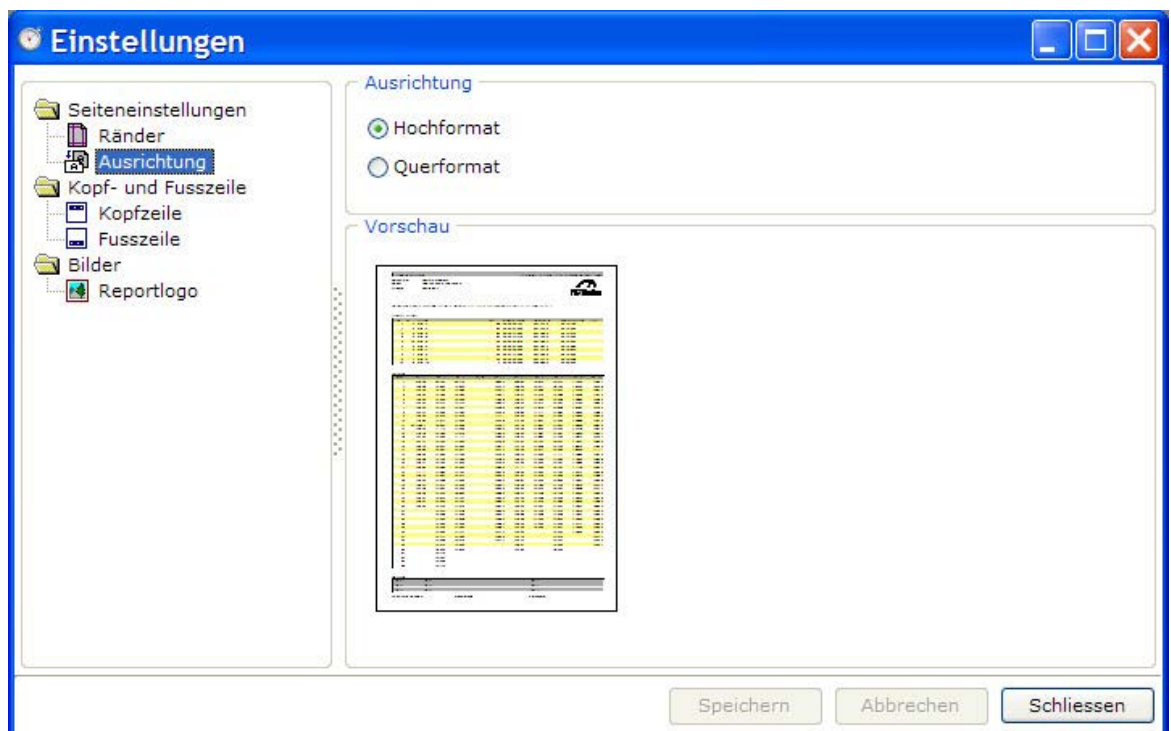 Einstellungen
Seiteneinstellungen
Ränder
Ausrichtung
Kopf- und Fusszeile
Kopfzeile
Fusszeile
Bilder
Reportlogo
Ausrichtung
Hochformat
Querformat
Vorschau
Speichern
Abbrechen
Schliessen